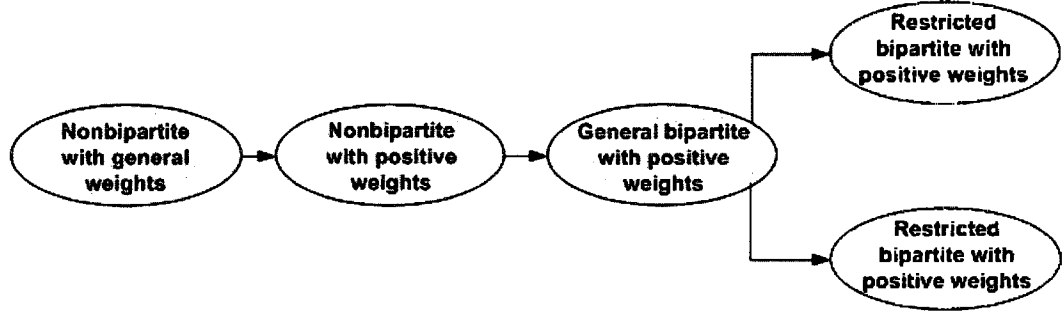 Nonbipartite
with general
weights
Nonbipartite
with positive
weights
General bipartite
with positive
weights
Restricted
bipartite with
positive weights
Restricted
bipartite with
positive weights